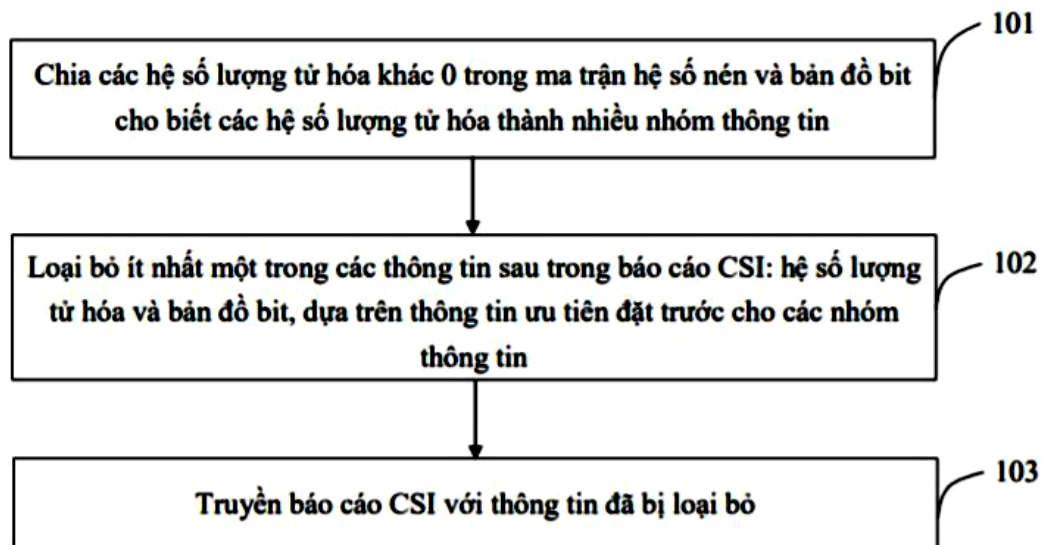 101
Chia các hệ số lượng tử hóa khác 0 trong ma trận hệ số nén và bản đồ bit
cho biết các hệ số lượng tử hóa thành nhiều nhóm thông tin
Loại bỏ ít nhất một trong các thông tin sau trong báo cáo CSI: hệ số lượng
102
tử hóa và bản đồ bit, dựa trên thông tin ưu tiên đặt trước cho các nhóm
thông tin
103
Truyền báo cáo CSI với thông tin đã bị loại bỏ